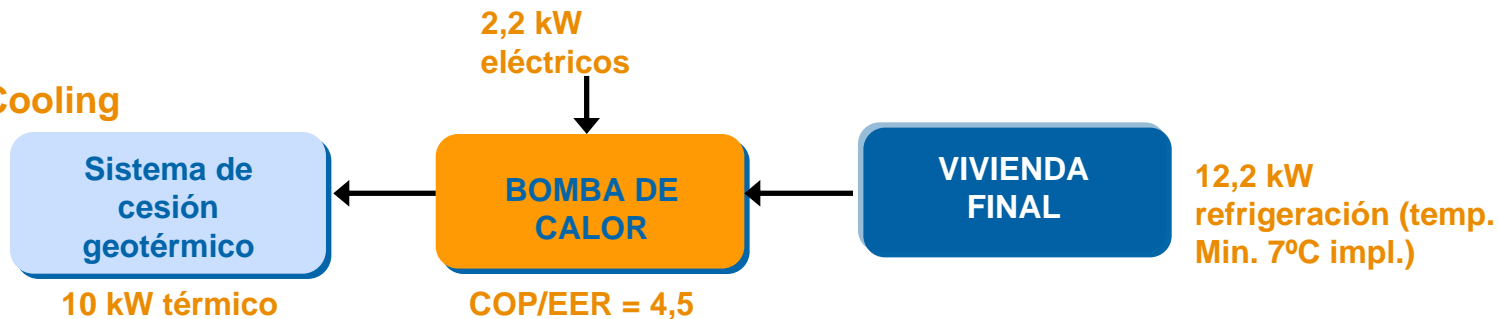 2,2 kW
eléctricos
Cooling
Sistema de
cesión
geotérmico
BOMBA DE
CALOR
VIVIENDA
FINAL
12,2 kW
refrigeración (temp.
Min. 7ºC impl.)
10 kW térmico
COP/EER = 4,5